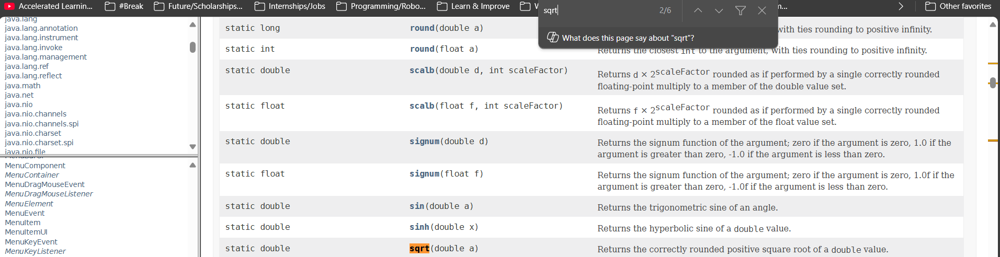 Accelerated Learnin...
#Break
Future/Scholarships...
Internships/Jobs
Programming/Robo...
Learn & Improve
Other favorites
sqrt
2/6
What does this page say about "sqrt"?
java.lang
java.lang.annotation
java.lang.instrument
java.lang.invoke
java.lang.management
java.lang.ref
java.lang.reflect
java.math
java.net
java.nio
java.nio.channels
java.nio.channels.spi
java.nio.charset
java.nio.charset.spi
java.nio.file
MenuBarUI
MenuComponent
MenuContainer
MenuDragMouseEvent
MenuDragMouseListener
MenuElement
MenuEvent
MenuItem
MenuItemUI
MenuKeyEvent
MenuKeyListener
static long round(double a) with ties rounding to positive infinity.
static int round(float a) Returns the closest int to the argument, with ties rounding to positive infinity.
static double scalb(double d, int scaleFactor) Returns d × 2scaleFactor rounded as if performed by a single correctly rounded
floating-point multiply to a member of the double value set.
static float scalb(float f, int scaleFactor) Returns f × 2scaleFactor rounded as if performed by a single correctly rounded
floating-point multiply to a member of the float value set.
static double signum(double d) Returns the signum function of the argument; zero if the argument is zero, 1.0 if the
argument is greater than zero, -1.0 if the argument is less than zero.
static float signum(float f) Returns the signum function of the argument; zero if the argument is zero, 1.0f if the
argument is greater than zero, -1.0f if the argument is less than zero.
static double sin(double a) Returns the trigonometric sine of an angle.
static double sinh(double x) Returns the hyperbolic sine of a double value.
static double sqrt(double a) Returns the correctly rounded positive square root of a double value.